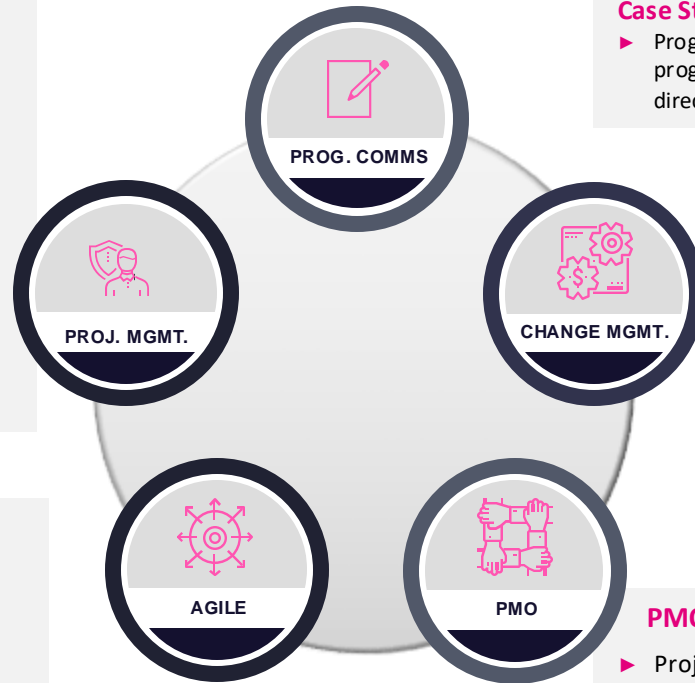 Case St
► Prog
prog
direc
PROG. COMMS
PROJ. MGMT.
CHANGE MGMT.
AGILE
PMO
PMO
► Proj